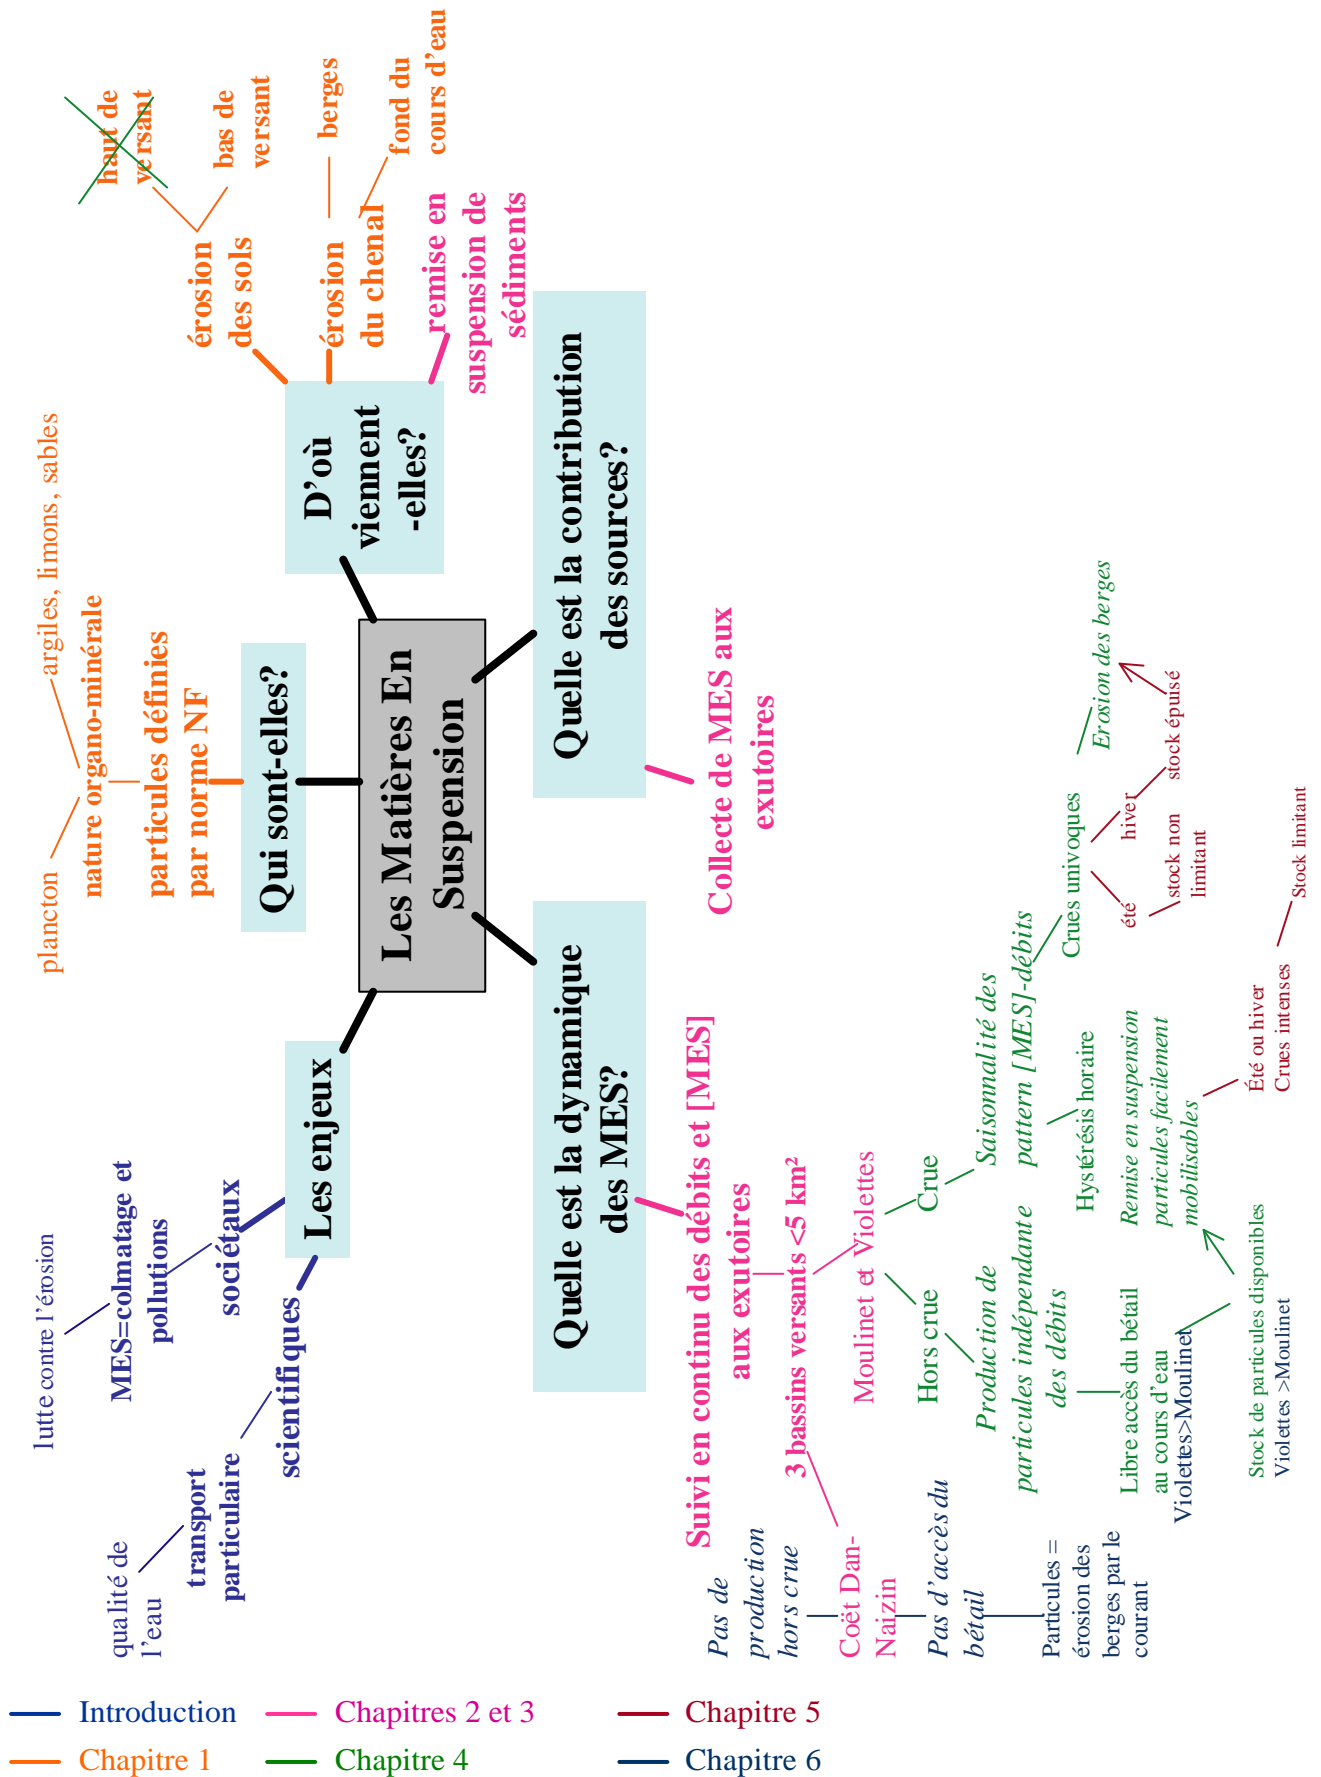 lutte contre l'érosion
MES=colmatage et
pollutions
sociétaux
qualité de
l'eau
transport
particulaire
scientifiques
Les enjeux
plancton
argiles, limons, sables
nature organo-minérale
particules définies
par norme NF
Qui sont-elles?
Les Matières En
Suspension
haut de
versant
bas de
versant
érosion
des sols
berges
fond du
cours d'eau
érosion
du chenal
remise en
suspension de
sédiments
D'où
viennent
-elles?
Quelle est la dynamique
des MES?
Quelle est la contribution
des sources?
Collecte de MES aux
exutoires
Suivi en continu des débits et [MES]
aux exutoires
3 bassins versants <5 km²
Pas de
production
hors crue
Coët Dan-
Naizin
Pas d'accès du
bétail
Particules =
érosion des
berges par le
courant
Moulinet et Violettes
Hors crue
Crue
Production de
particules indépendante
des débits
Libre accès du bétail
au cours d'eau
Violettes>Moulinet
Stock de particules disponibles
Violettes >Moulinet
Saisonnalité des
pattern [MES]-débits
Hystérésis horaire
Remise en suspension
particules facilement
mobilisables
Été ou hiver
Crues intenses
Stock limitant
Crues univoques
été
hiver
stock non
limitant
stock épuisé
Erosion des berges
Introduction
Chapitres 2 et 3
Chapitre 5
Chapitre 1
Chapitre 4
Chapitre 6